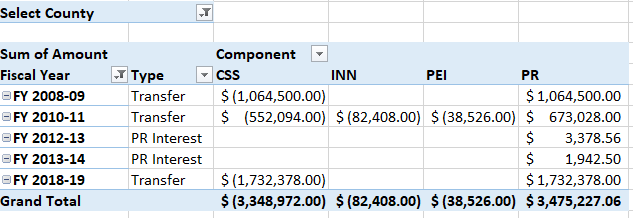 Select County
Sum of Amount Component
Fiscal Year Type CSS INN PEI PR
FY 2008-09 Transfer $ (1,064,500.00) $ 1,064,500.00
FY 2010-11 Transfer $ (552,094.00) $ (82,408.00) $ (38,526.00) $ 673,028.00
FY 2012-13 PR Interest $ 3,378.56
FY 2013-14 PR Interest $ 1,942.50
FY 2018-19 Transfer $ (1,732,378.00) $ 1,732,378.00
Grand Total $ (3,348,972.00) $ (82,408.00) $ (38,526.00) $ 3,475,227.06